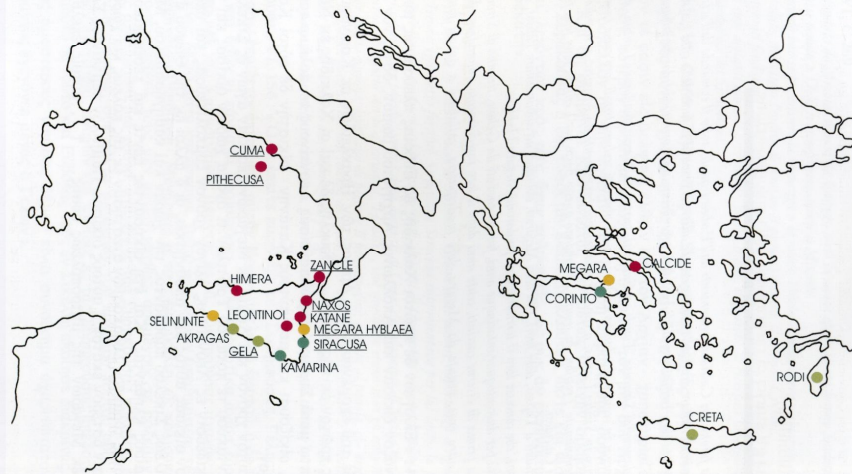 CUMA
PITHECUSA
ZANCLE
HIMERA
NAXOS
LEONTINOI
KATANE
SELINUNTE
MEGARA HYBLAEA
AKRAGAS
SIRACUSA
GELA
KAMARINA
MEGARA
CALCIDE
CORINTO
RODI
CRETA